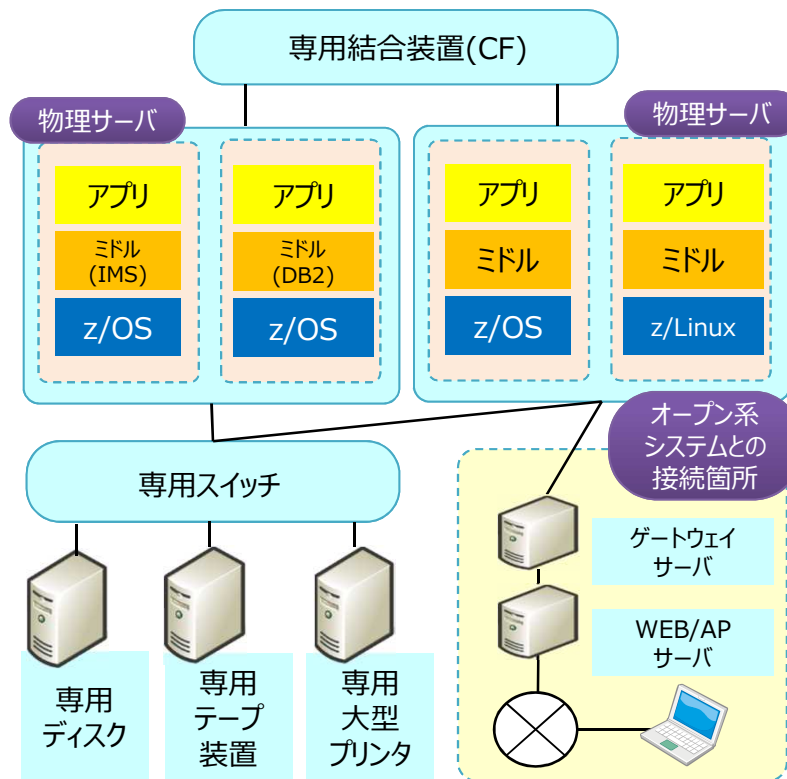 専用結合装置(CF)
物理サーバ
物理サーバ
アプリ
ミドル
(IMS)
z/OS
アプリ
ミドル
(DB2)
z/OS
アプリ
ミドル
z/OS
アプリ
ミドル
z/Linux
オープン系
システムとの
接続箇所
専用スイッチ
専用
ディスク
専用
テープ
装置
専用
大型
プリンタ
ゲートウェイ
サーバ
WEB/AP
サーバ